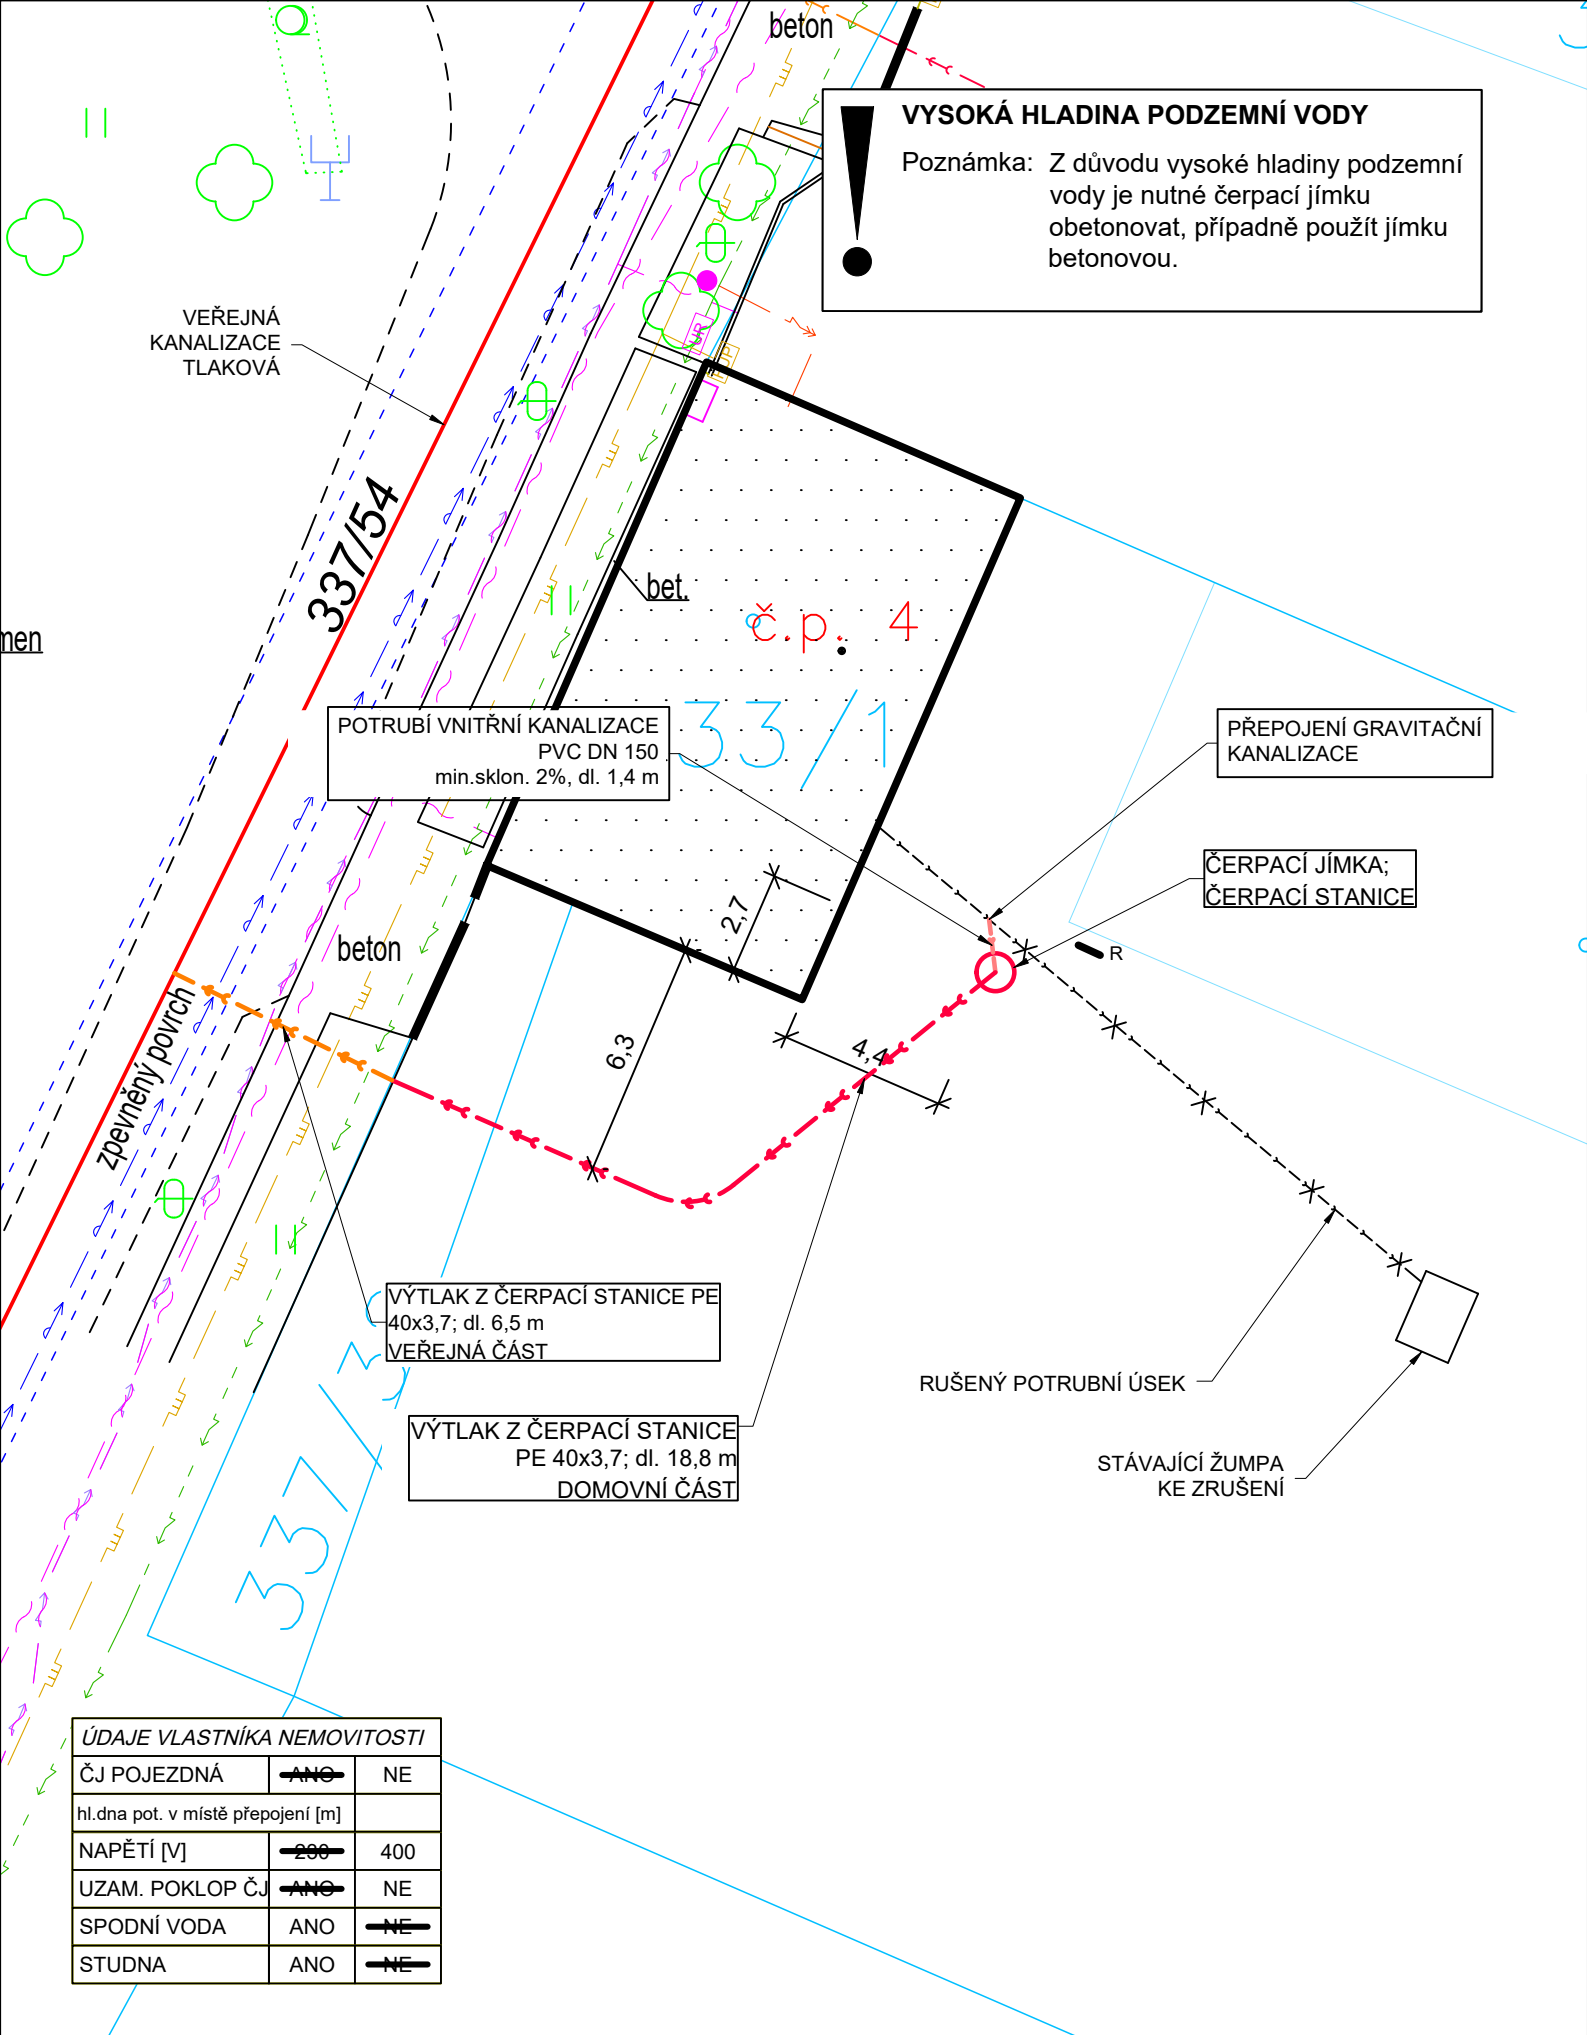 beton
VYSOKÁ HLADINA PODZEMNÍ VODY
Poznámka: Z důvodu vysoké hladiny podzemní
vody je nutné čerpací jímku
obetonovat, případně použít jímku
betonovou.
VEŘEJNÁ
KANALIZACE
TLAKOVÁ
UR
337/54
bet.
č.p. 4
men
33/1
POTRUBÍ VNITŘNÍ KANALIZACE
PVC DN 150
min.sklon. 2%, dl. 1,4 m
PŘEPOJENÍ GRAVITAČNÍ
KANALIZACE
ČERPACÍ JÍMKA;
ČERPACÍ STANICE
2,7
beton
R
zpevněný povrch
6,3
4,4
VÝTLAK Z ČERPACÍ STANICE PE
40x3,7; dl. 6,5 m
VEŘEJNÁ ČÁST
337/3
RUŠENÝ POTRUBNÍ ÚSEK
VÝTLAK Z ČERPACÍ STANICE
PE 40x3,7; dl. 18,8 m
DOMOVNÍ ČÁST
STÁVAJÍCÍ ŽUMPA
KE ZRUŠENÍ
ÚDAJE VLASTNÍKA NEMOVITOSTI
ČJ POJEZDNÁ ANO NE
hl.dna pot. v místě přepojení [m]
NAPĚTÍ [V] 230 400
UZAM. POKLOP ČJ ANO NE
SPODNÍ VODA ANO NE
STUDNA ANO NE